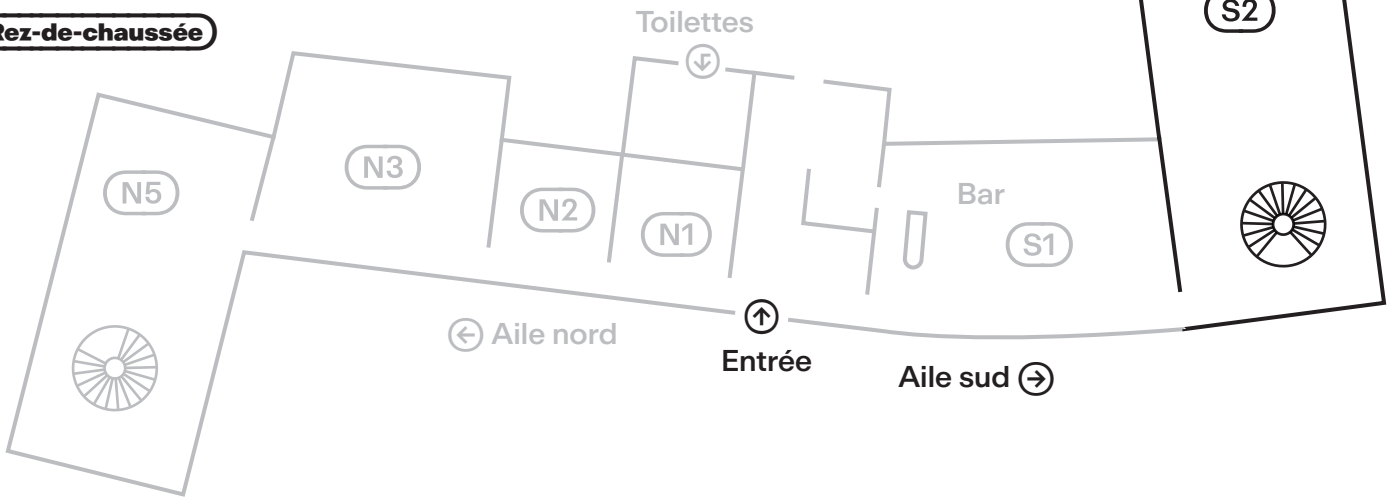 Rez-de-chaussée
Toilettes
S2
N5
N3
N2
N1
Bar
S1
Aile nord
Entrée
Aile sud